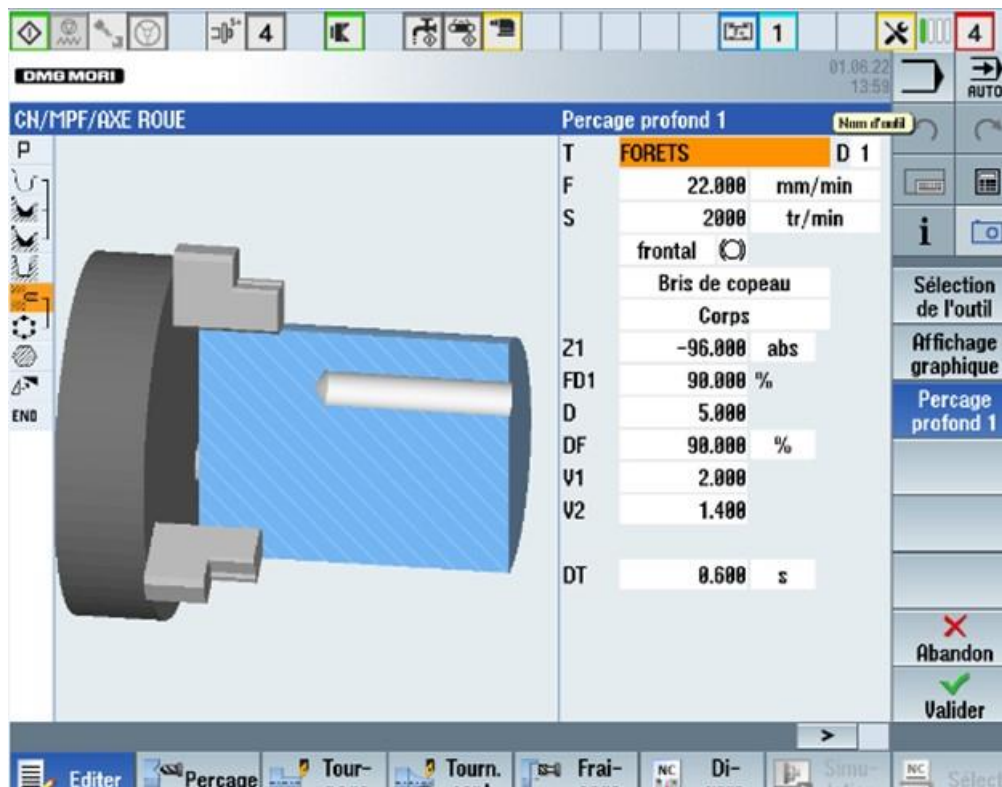 4
1
4
DMG MORI
01.06.22
13:59
AUTO
CN/MPF/AXE ROUE
Percage profond 1
Nom d'outil
P
T FORETS D 1
F 22.000 mm/min
S 2000 tr/min
frontal
Bris de copeau
Corps
Z1 -96.000 abs
FD1 90.000 %
D 5.000
DF 90.000 %
V1 2.000
V2 1.400
DT 0.600 s
END
i
Sélection
de l'outil
Affichage
graphique
Percage
profond 1
Abandon
Valider
>
Editer
Percage
Tour-
Tourn.
Frai-
NC
Di-
Simu-
NC
Sélect